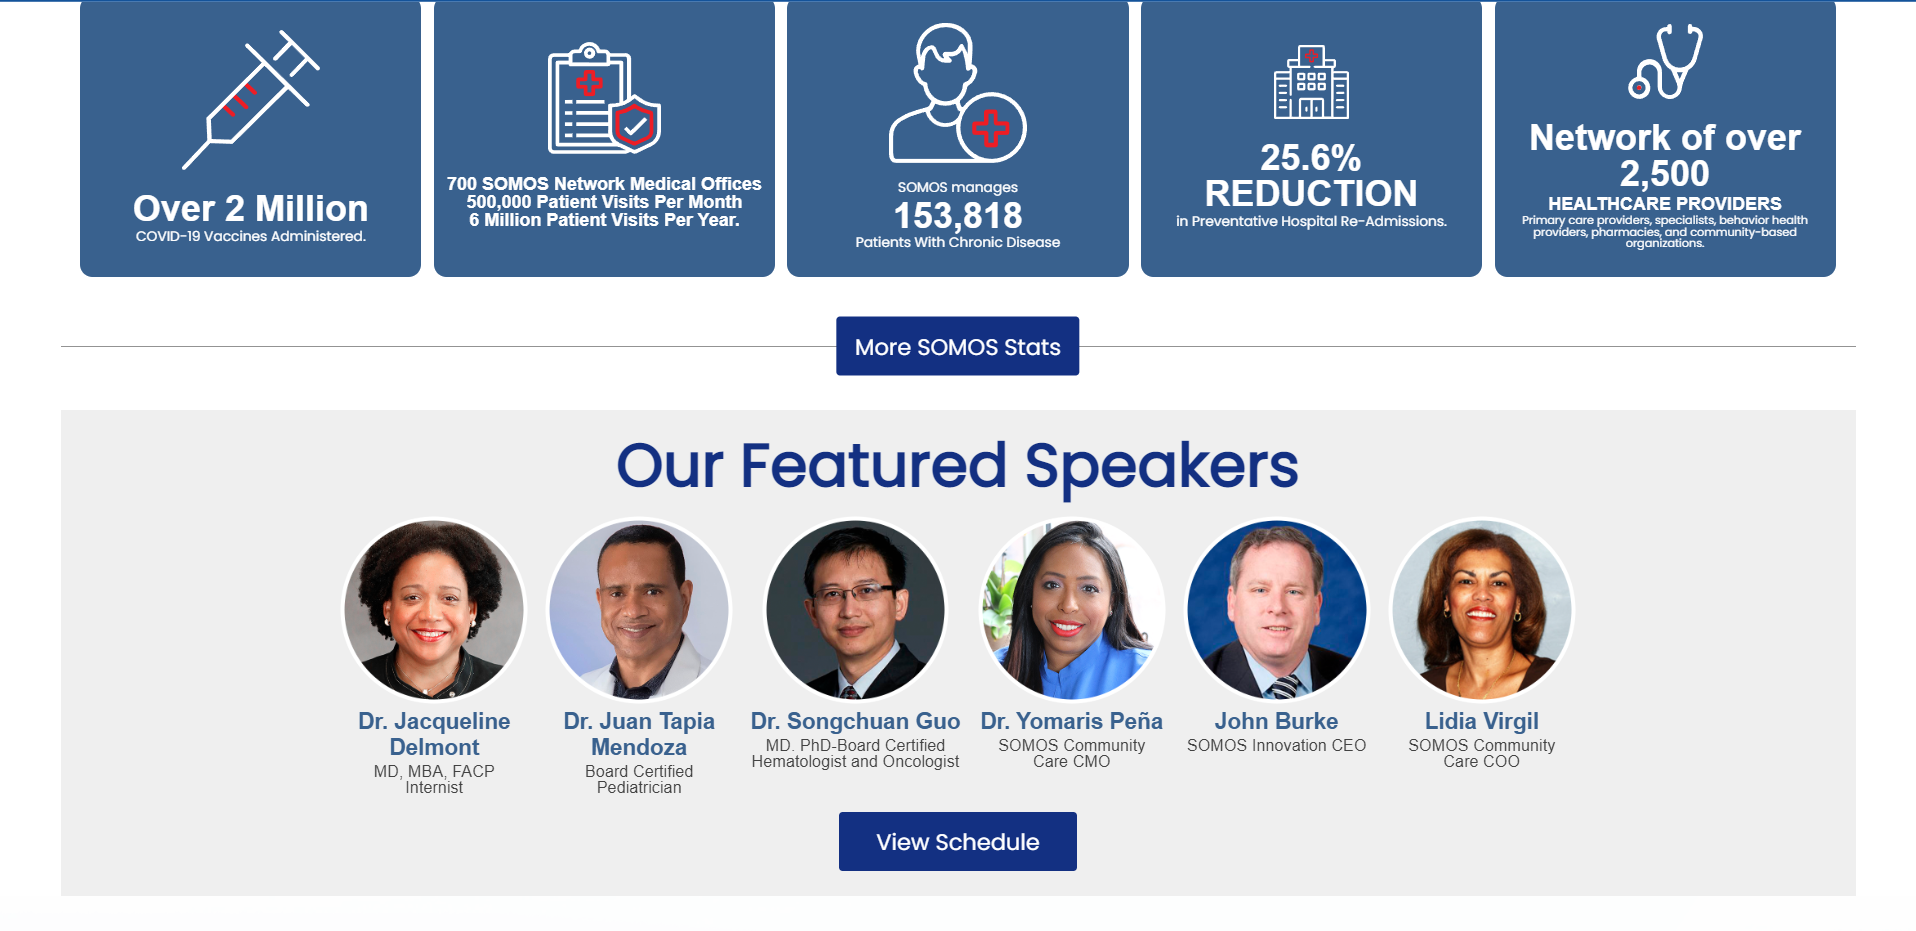 Over 2 Million
COVID-19 Vaccines Administered.
700 SOMOS Network Medical Offices
500,000 Patient Visits Per Month
6 Million Patient Visits Per Year.
SOMOS manages
153,818
Patients With Chronic Disease
25.6%
REDUCTION
in Preventative Hospital Re-Admissions.
Network of over
2,500
HEALTHCARE PROVIDERS
Primary care providers, specialists, behavior health
providers, pharmacies, and community-based
organizations.
More SOMOS Stats
Our Featured Speakers
Dr. Jacqueline
Delmont
MD, MBA, FACP
Internist
Dr. Juan Tapia
Mendoza
Board Certified
Pediatrician
Dr. Songchuan Guo
MD. PhD-Board Certified
Hematologist and Oncologist
Dr. Yomaris Peña
SOMOS Community
Care CMO
John Burke
SOMOS Innovation CEO
Lidia Virgil
SOMOS Community
Care COO
View Schedule